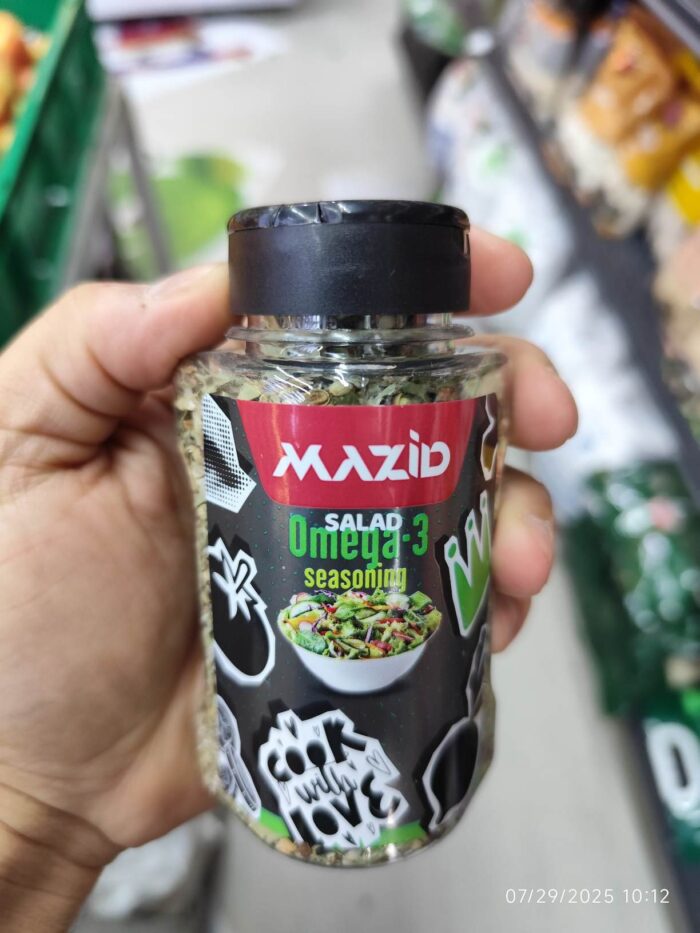 MAZiD
SALAD
Omega-3
seasoning
COOK
with
LOVE
D
07/29/2025 10:12